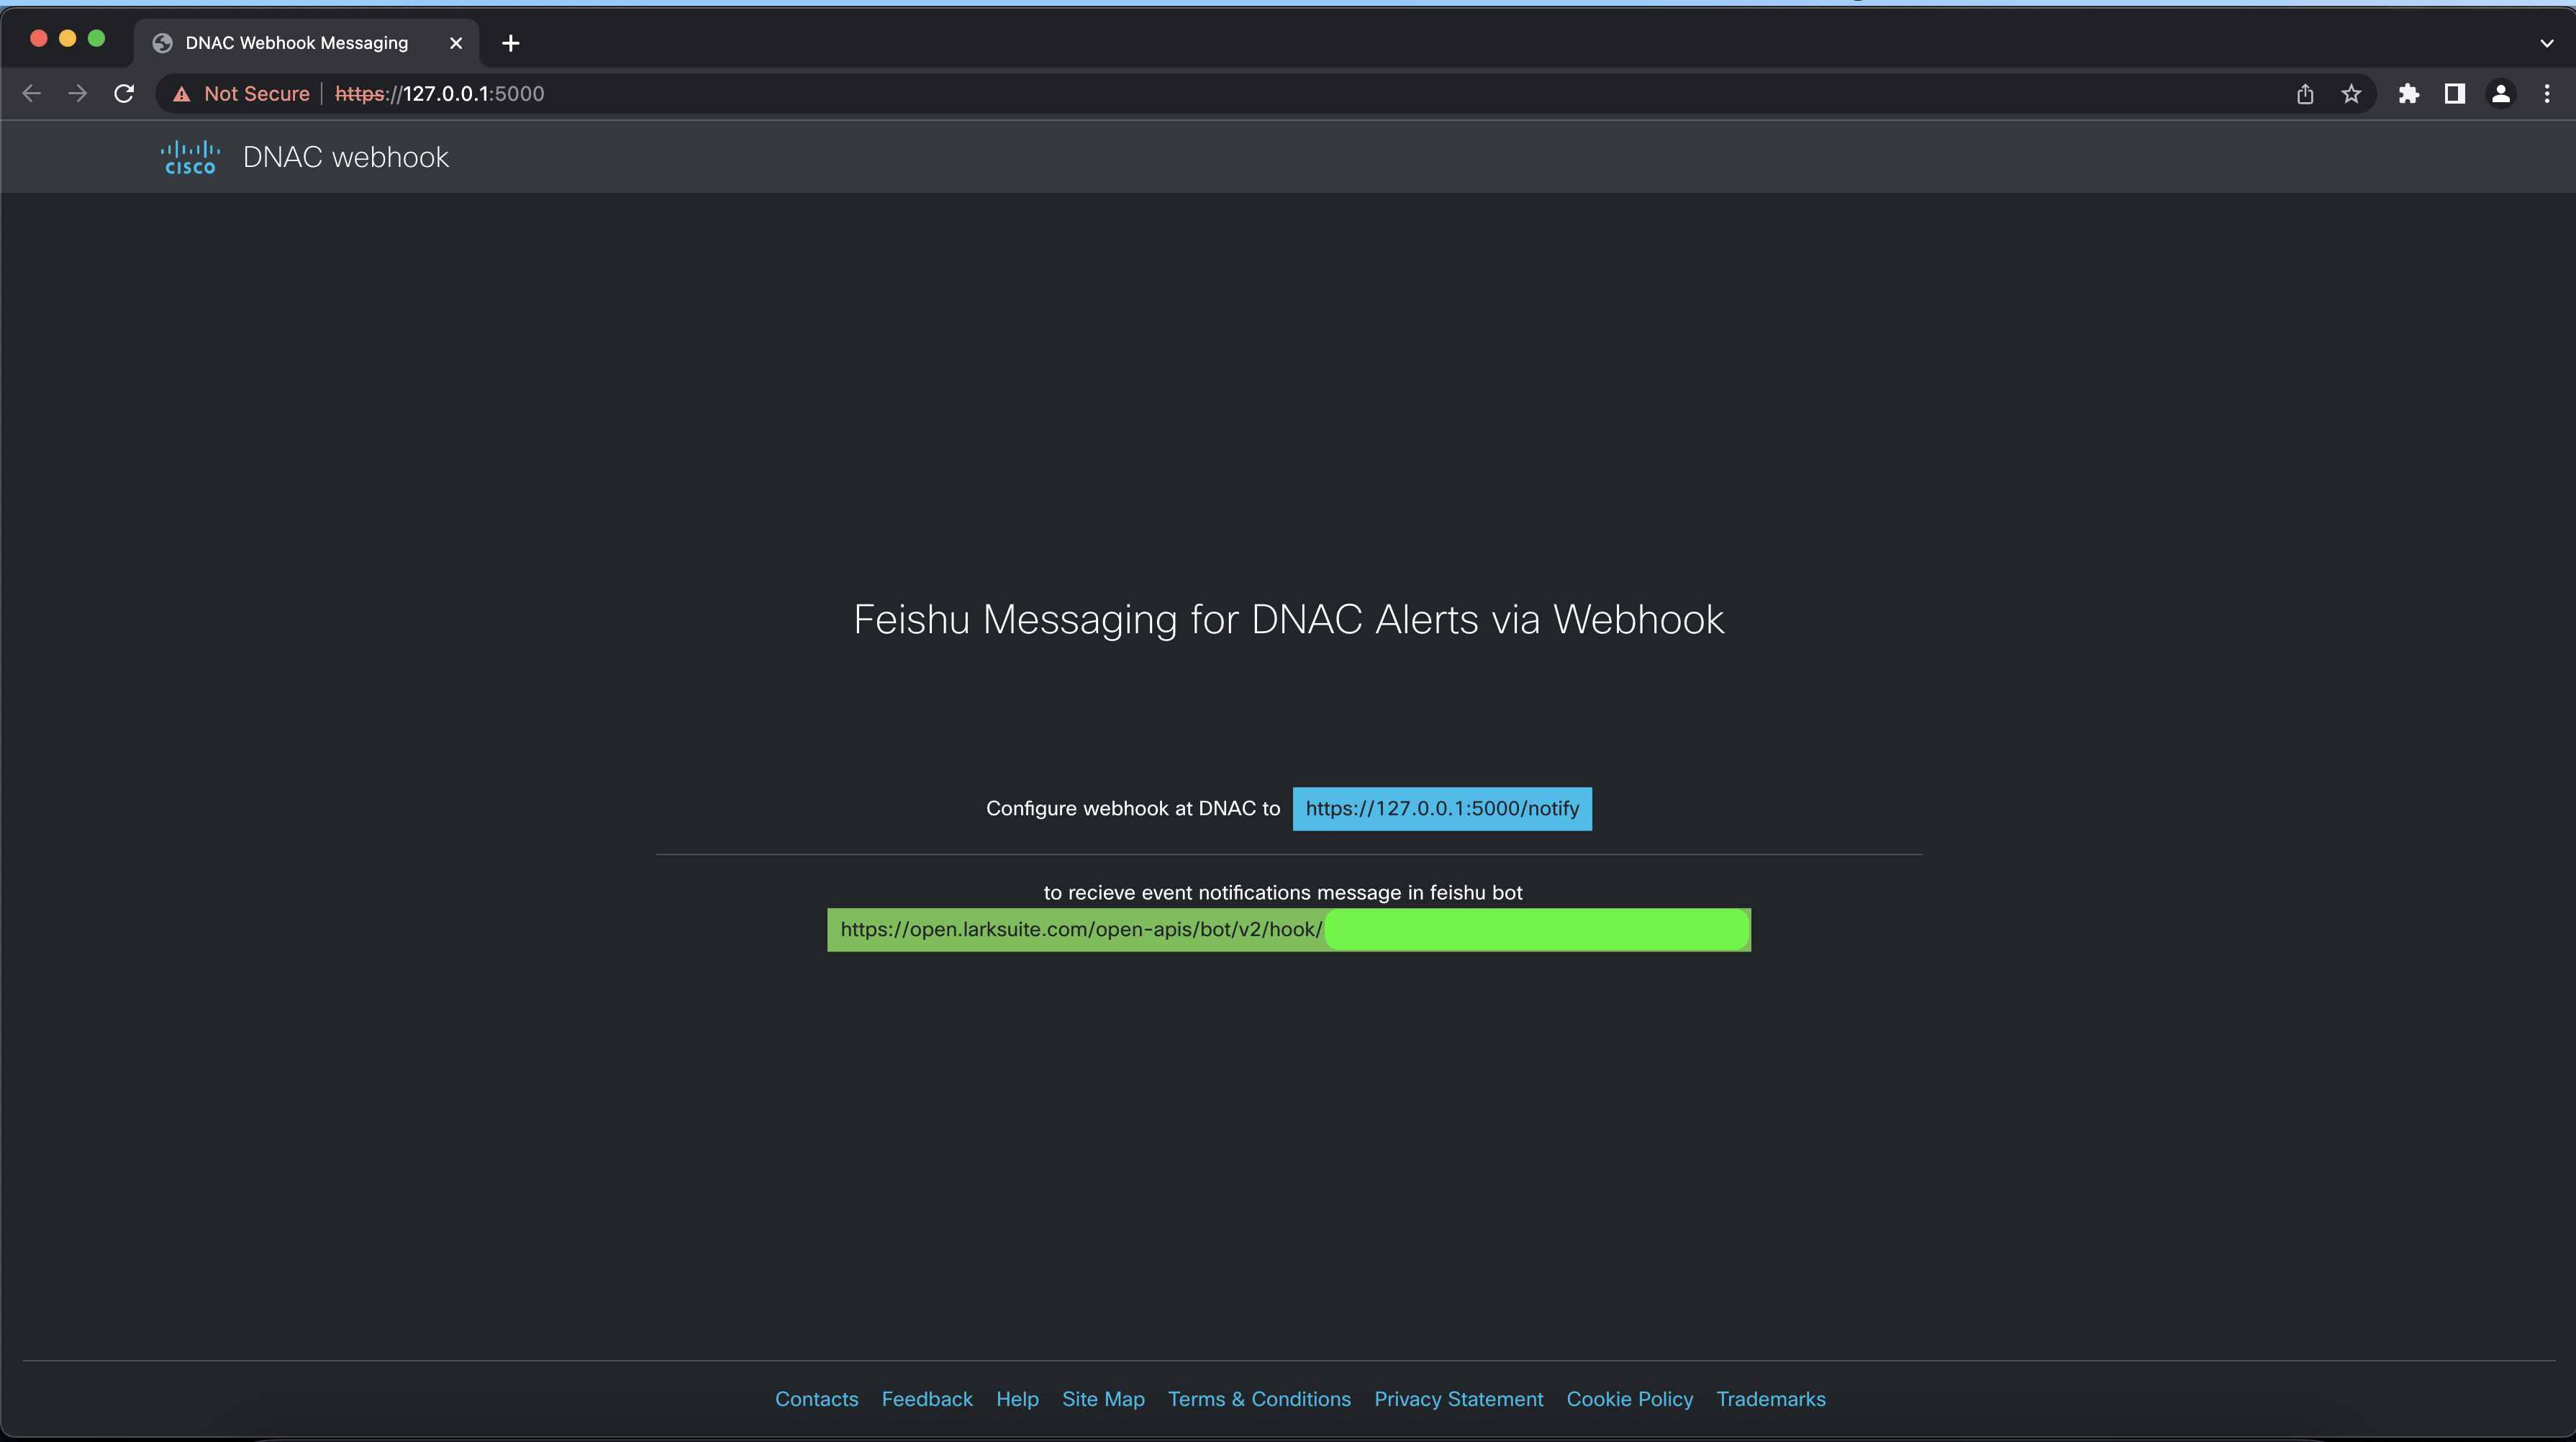 DNAC Webhook Messaging
Not Secure | https://127.0.0.1:5000
CISCO DNAC webhook
Feishu Messaging for DNAC Alerts via Webhook
Configure webhook at DNAC to https://127.0.0.1:5000/notify
to recieve event notifications message in feishu bot
https://open.larksuite.com/open-apis/bot/v2/hook/
Contacts Feedback Help Site Map Terms & Conditions Privacy Statement Cookie Policy Trademarks